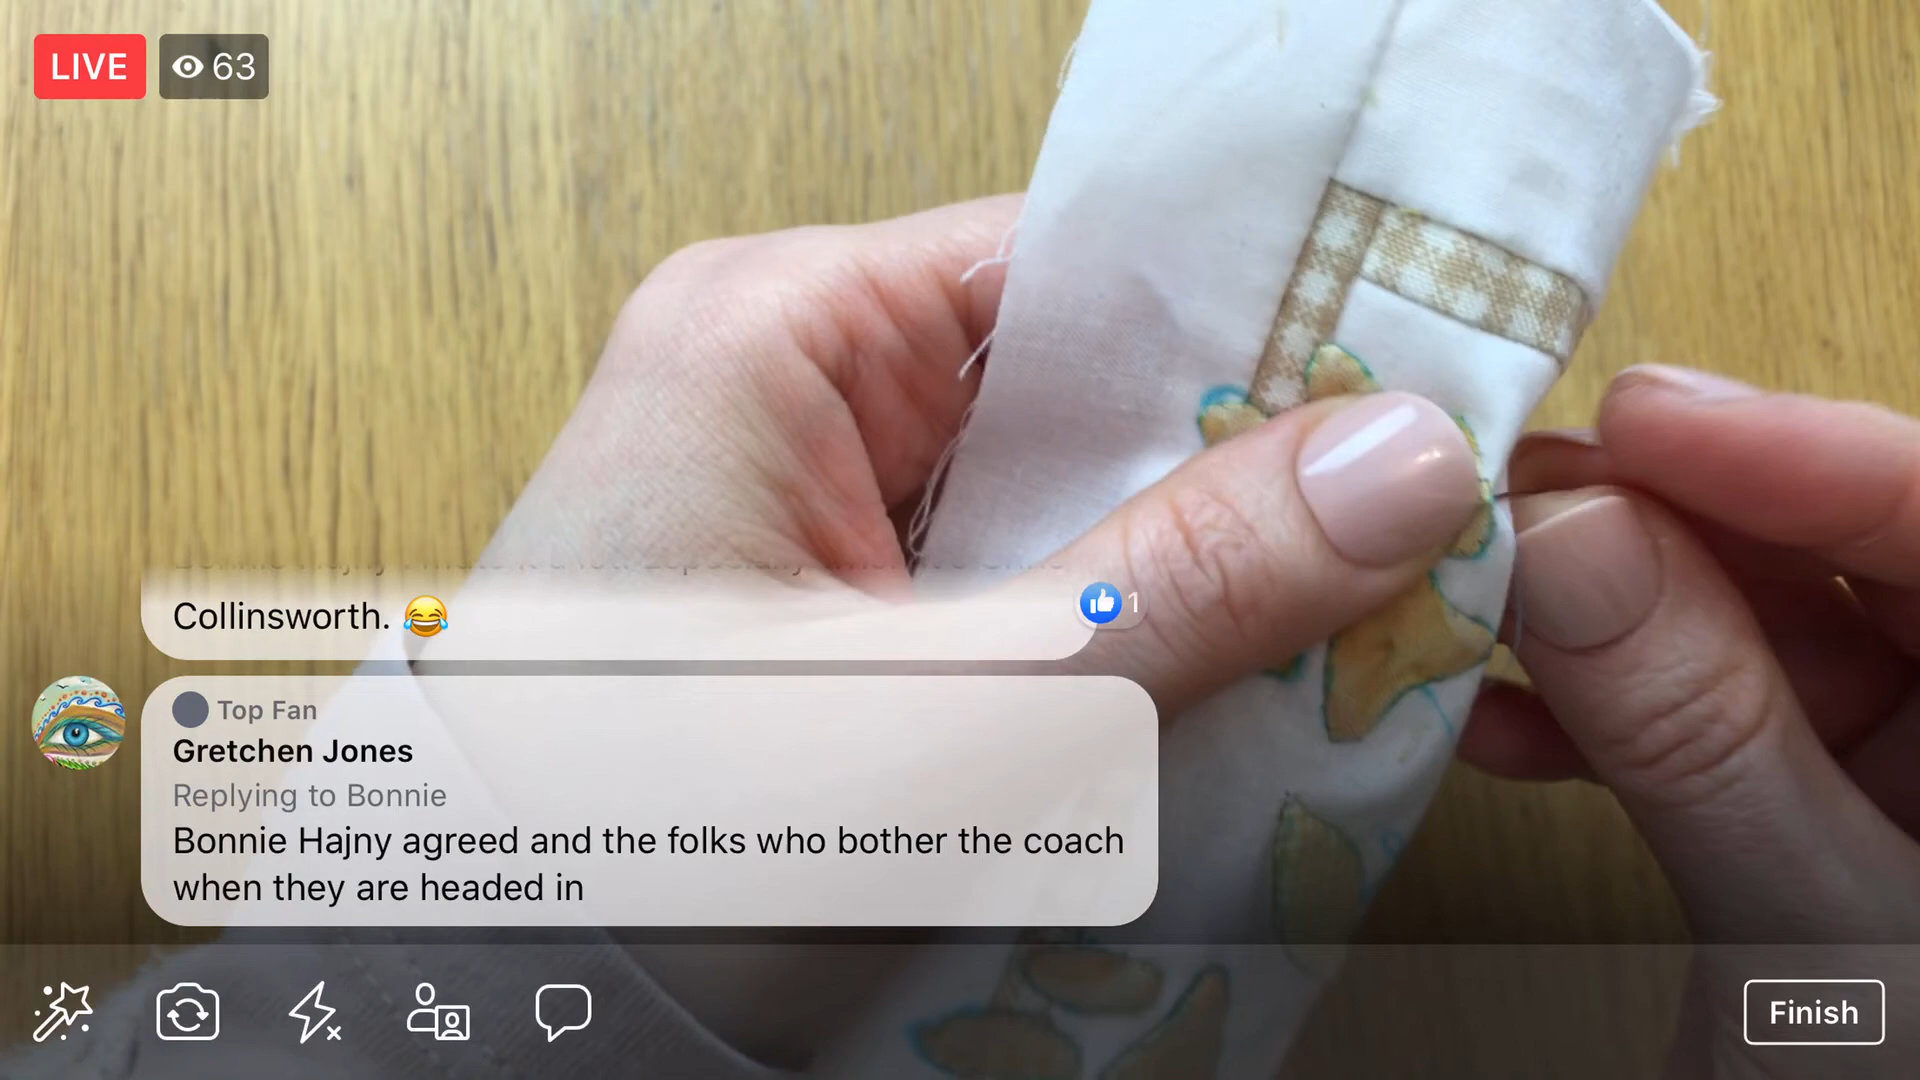 LIVE
63
Collinsworth. 😂
1
Top Fan
Gretchen Jones
Replying to Bonnie
Bonnie Hajny agreed and the folks who bother the coach
when they are headed in
Finish